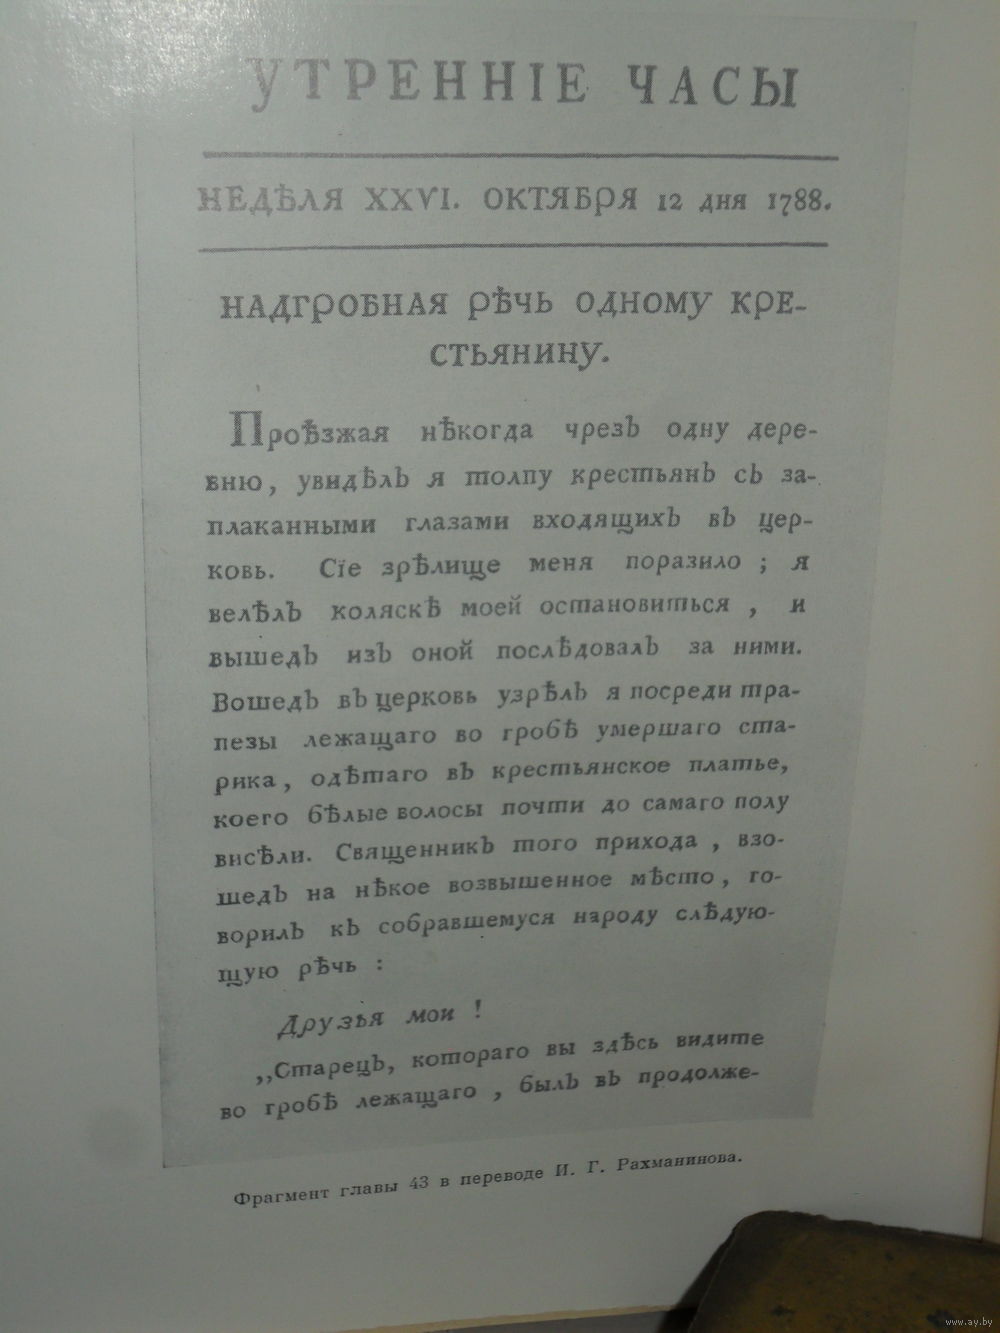 УТРЕННІЕ ЧАСЫ
НЕДѢЛЯ XXVI. ОКТЯБРЯ 12 дня 1788.
НАДГРОБНАЯ РѢЧЬ ОДНОМУ КРЕ-
СТЬЯНИНУ.
Проѣзжая нѣкогда чрезъ одну дере-
вню, увидѣлъ я толпу крестьянъ съ за-
плаканными глазами входящихъ въ цер-
ковь. Сіе зрѣлище меня поразило ; я
велѣлъ коляскѣ моей остановиться , и
вышедъ изъ оной послѣдовалъ за ними.
Вошедъ въ церковь узрѣлъ я посреди тра-
пезы лежащаго во гробѣ умершаго ста-
рика , одѣтаго въ крестьянское платье,
коего бѣлые волосы почти до самаго полу
висѣли. Священникъ того прихода , взо-
шедъ на нѣкое возвышенное мѣсто , го-
ворилъ къ собравшемуся народу слѣдую-
щую рѣчь :
Друзья мои !
,,Старецъ, котораго вы здѣсь видите
во гробѣ лежащаго , былъ въ продолже-
Фрагмент главы 43 в переводе И. Г. Рахманинова.
www.ay.by